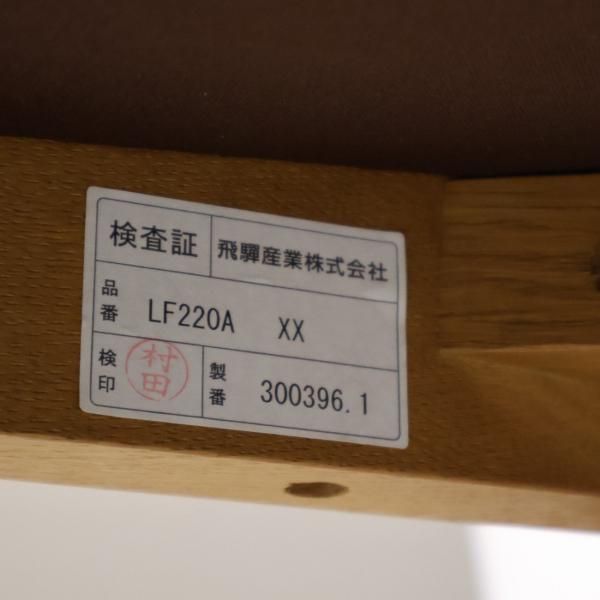 検査証 飛驒産業株式会社
品番 LF220A XX
検印 村田 製番 300396.1